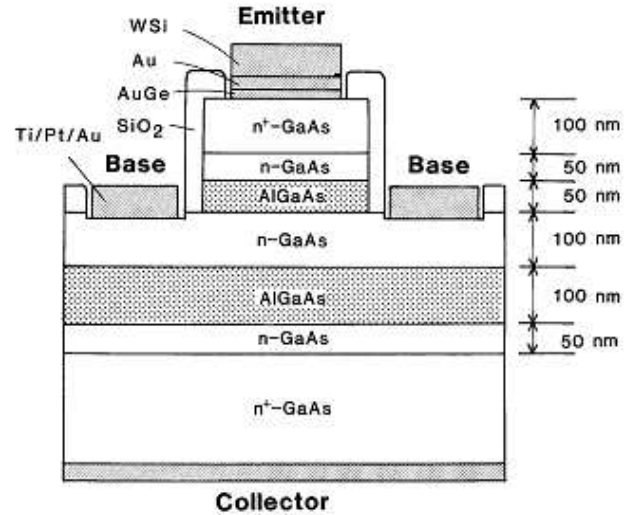 Emitter
WSi
Au
AuGe
SiO₂
Ti/Pt/Au
Base
Base
n⁺-GaAs
100 nm
n-GaAs
50 nm
AlGaAs
50 nm
n-GaAs
100 nm
AlGaAs
100 nm
n-GaAs
50 nm
n⁺-GaAs
Collector